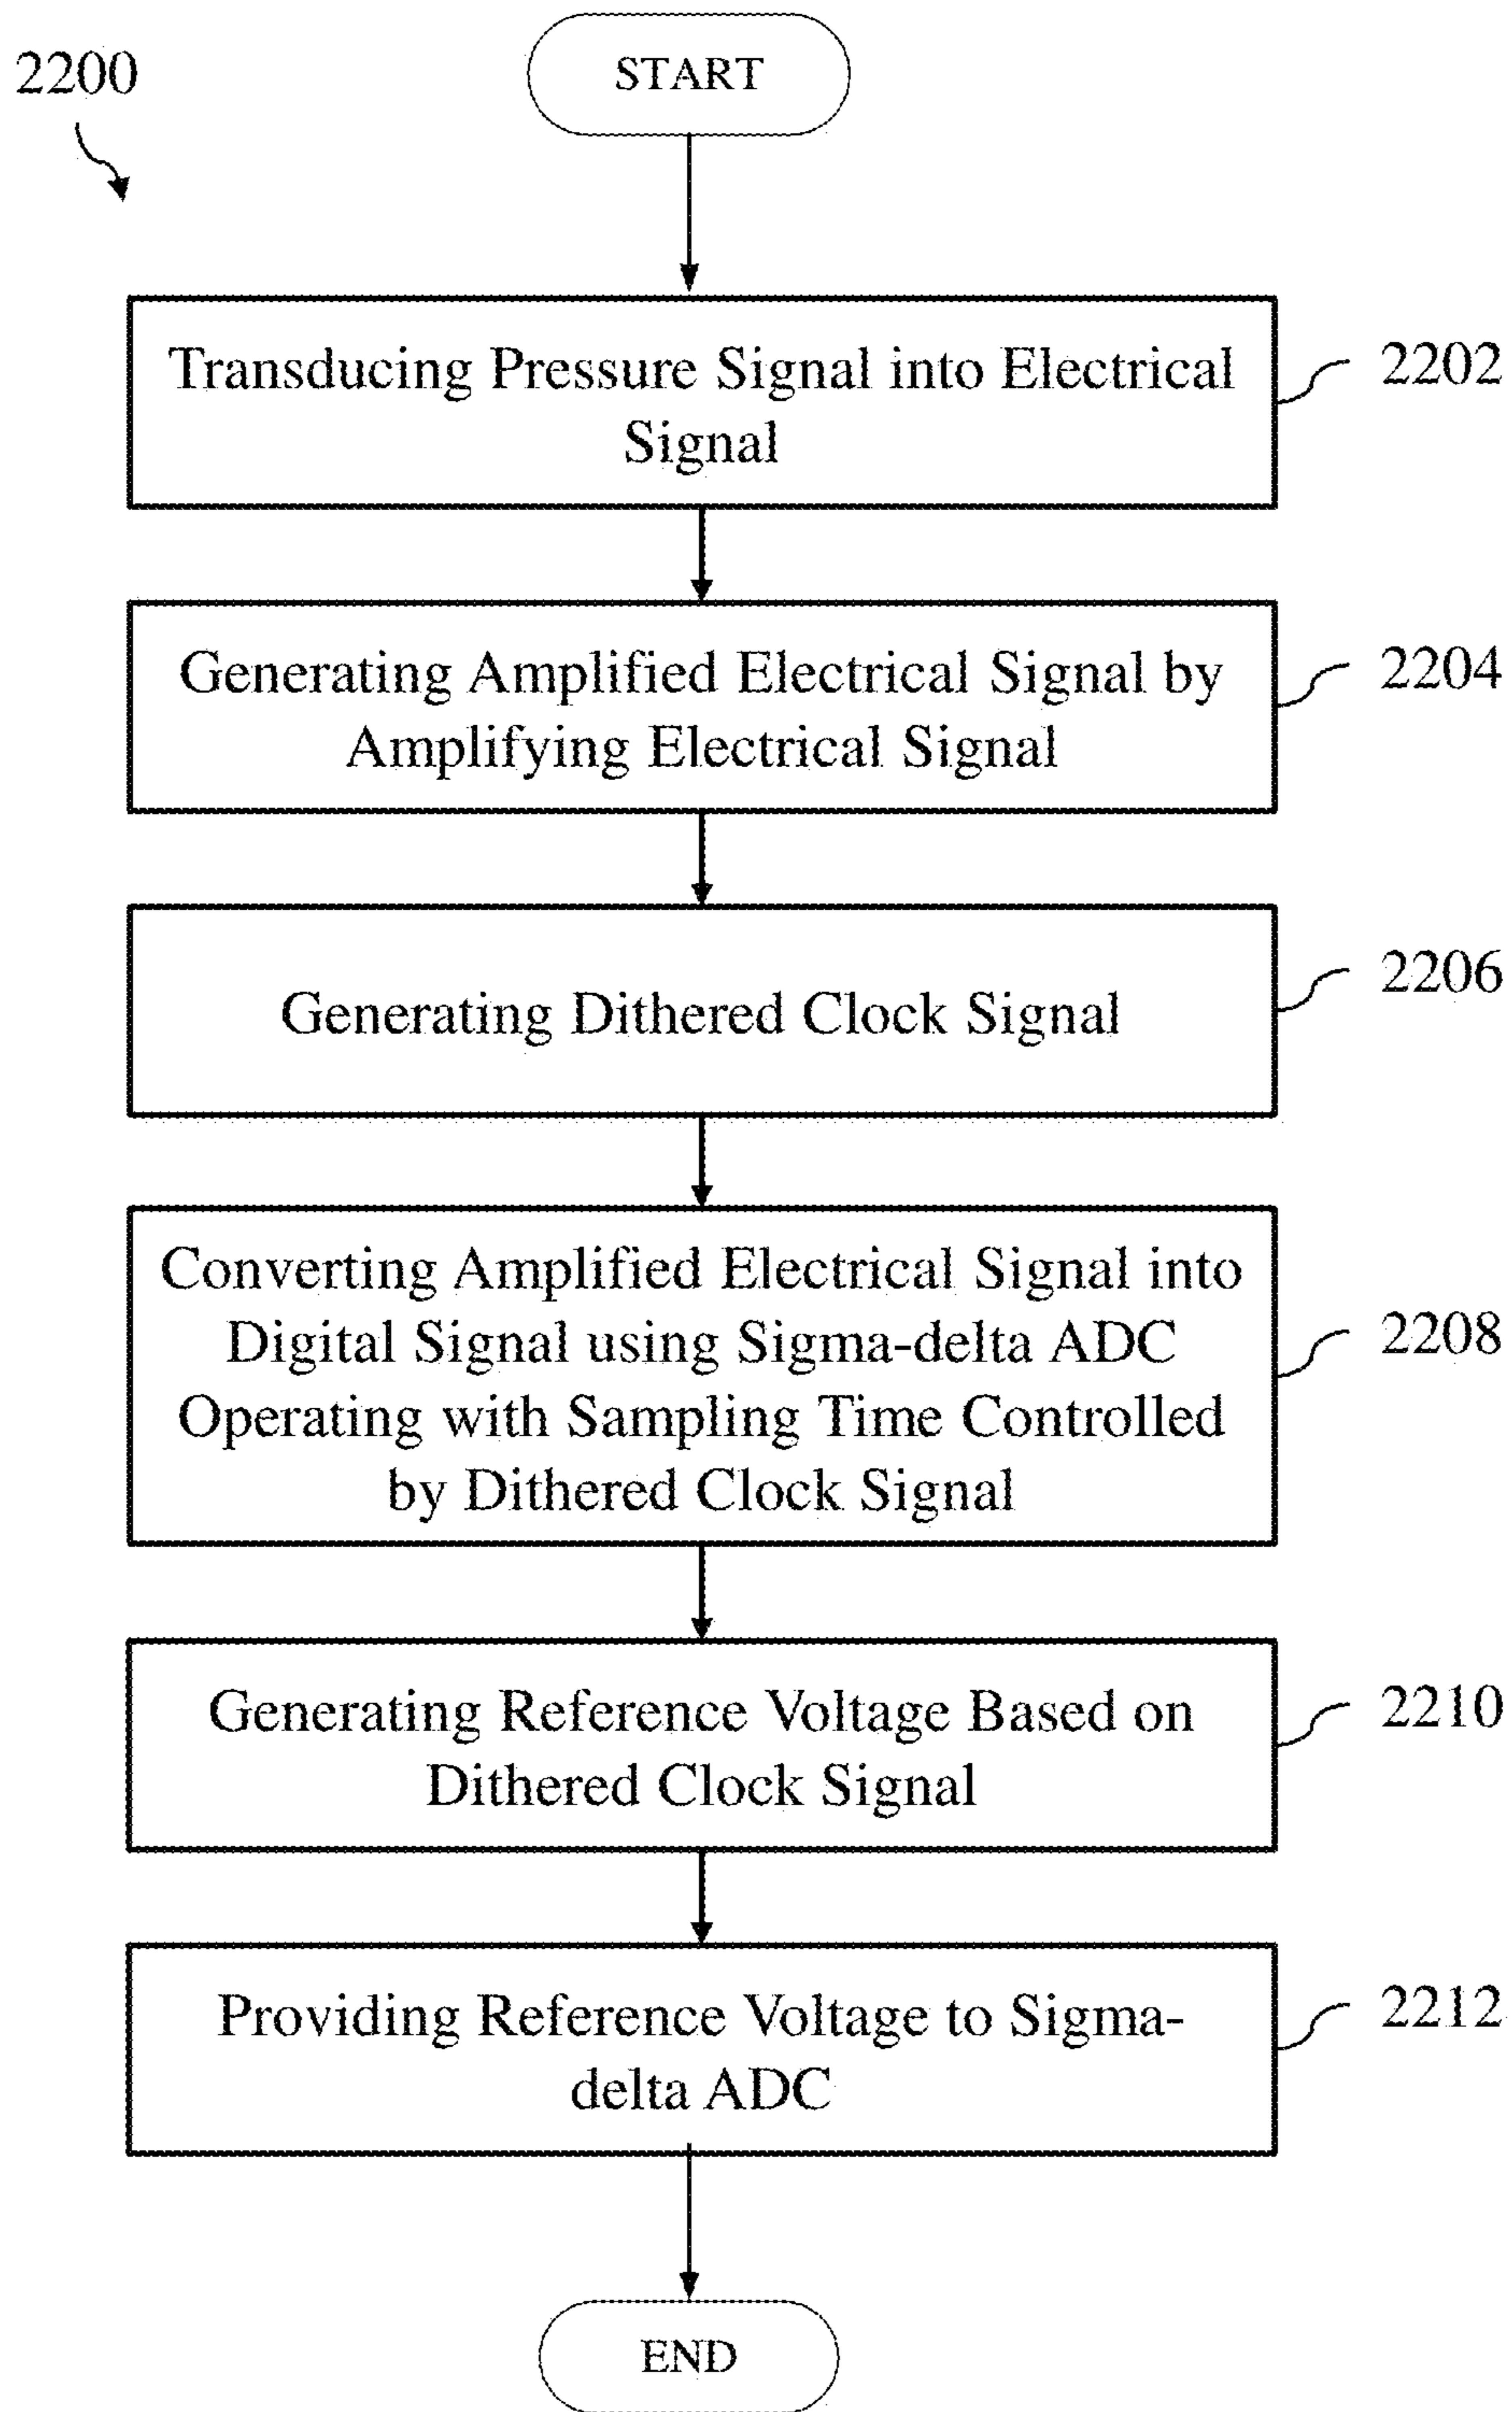 2200
START
Transducing Pressure Signal into Electrical
Signal
2202
Generating Amplified Electrical Signal by
Amplifying Electrical Signal
2204
Generating Dithered Clock Signal
2206
Converting Amplified Electrical Signal into
Digital Signal using Sigma-delta ADC
Operating with Sampling Time Controlled
by Dithered Clock Signal
2208
Generating Reference Voltage Based on
Dithered Clock Signal
2210
Providing Reference Voltage to Sigma-
delta ADC
2212
END